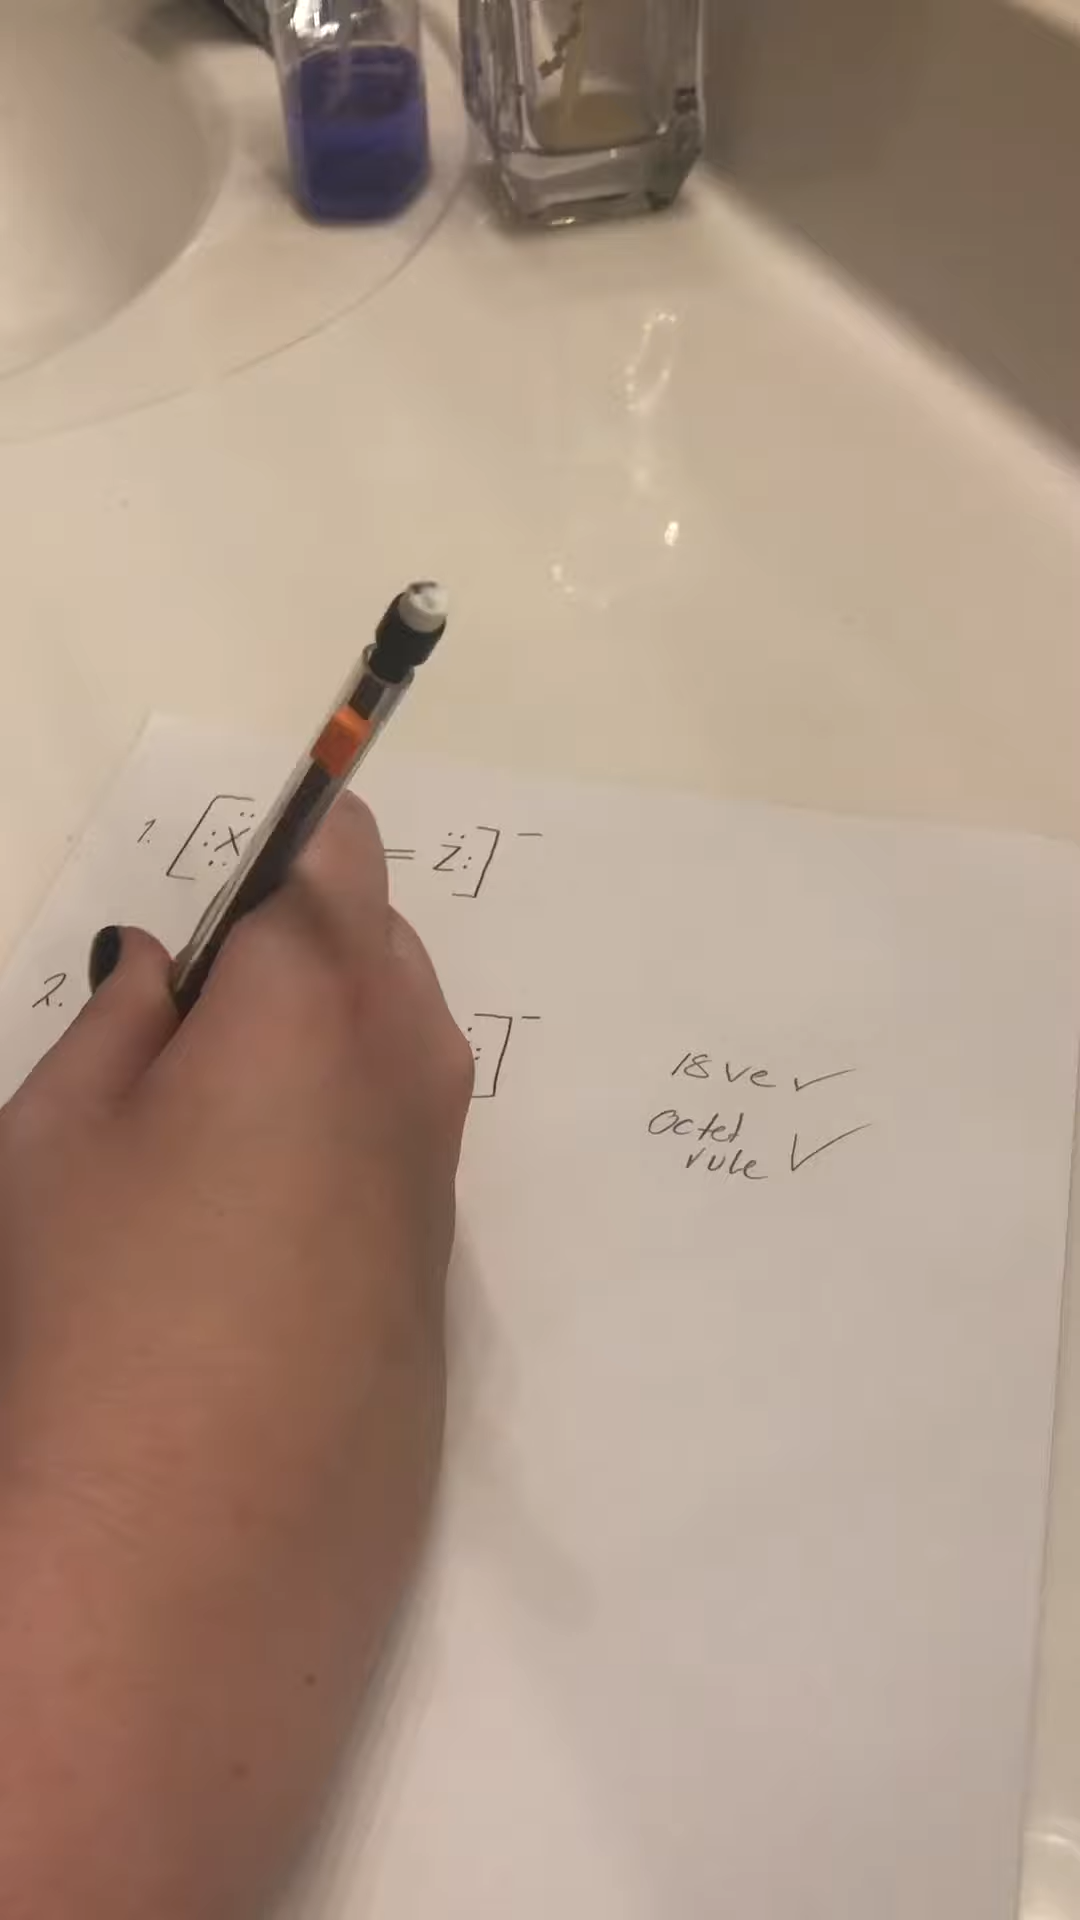 1. [:Ẍ = Z̈:]⁻
2. :]⁻
18 ve ✓
Octet
rule ✓